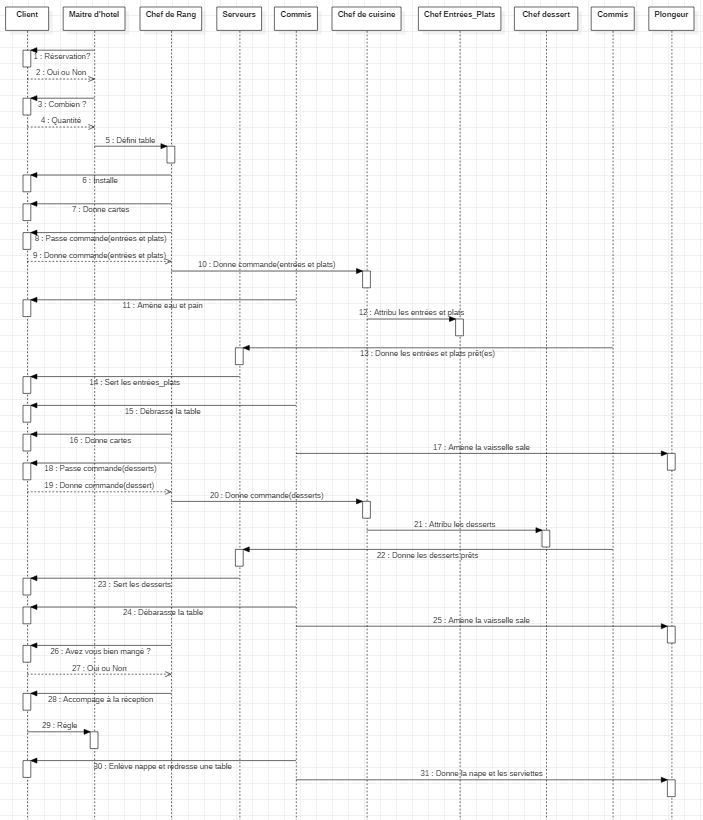 Client
Maitre d'hotel
Chef de Rang
Serveurs
Commis
Chef de cuisine
Chef Entrées_Plats
Chef dessert
Commis
Plongeur
1 : Réservation?
2 : Oui ou Non
3 : Combien ?
4 : Quantité
5 : Défini table
6 : Installe
7 : Donne cartes
8 : Passe commande(entrées et plats)
9 : Donne commande(entrées et plats)
10 : Donne commande(entrées et plats)
11 : Amène eau et pain
12 : Attribu les entrées et plats
13 : Donne les entrées et plats prêt(es)
14 : Sert les entrées_plats
15 : Débrasse la table
16 : Donne cartes
17 : Amène la vaisselle sale
18 : Passe commande(desserts)
19 : Donne commande(dessert)
20 : Donne commande(desserts)
21 : Attribu les desserts
22 : Donne les desserts prêts
23 : Sert les desserts
24 : Débarasse la table
25 : Amène la vaisselle sale
26 : Avez vous bien mangé ?
27 : Oui ou Non
28 : Accompage à la réception
29 : Règle
30 : Enlève nappe et redresse une table
31 : Donne la nape et les serviettes